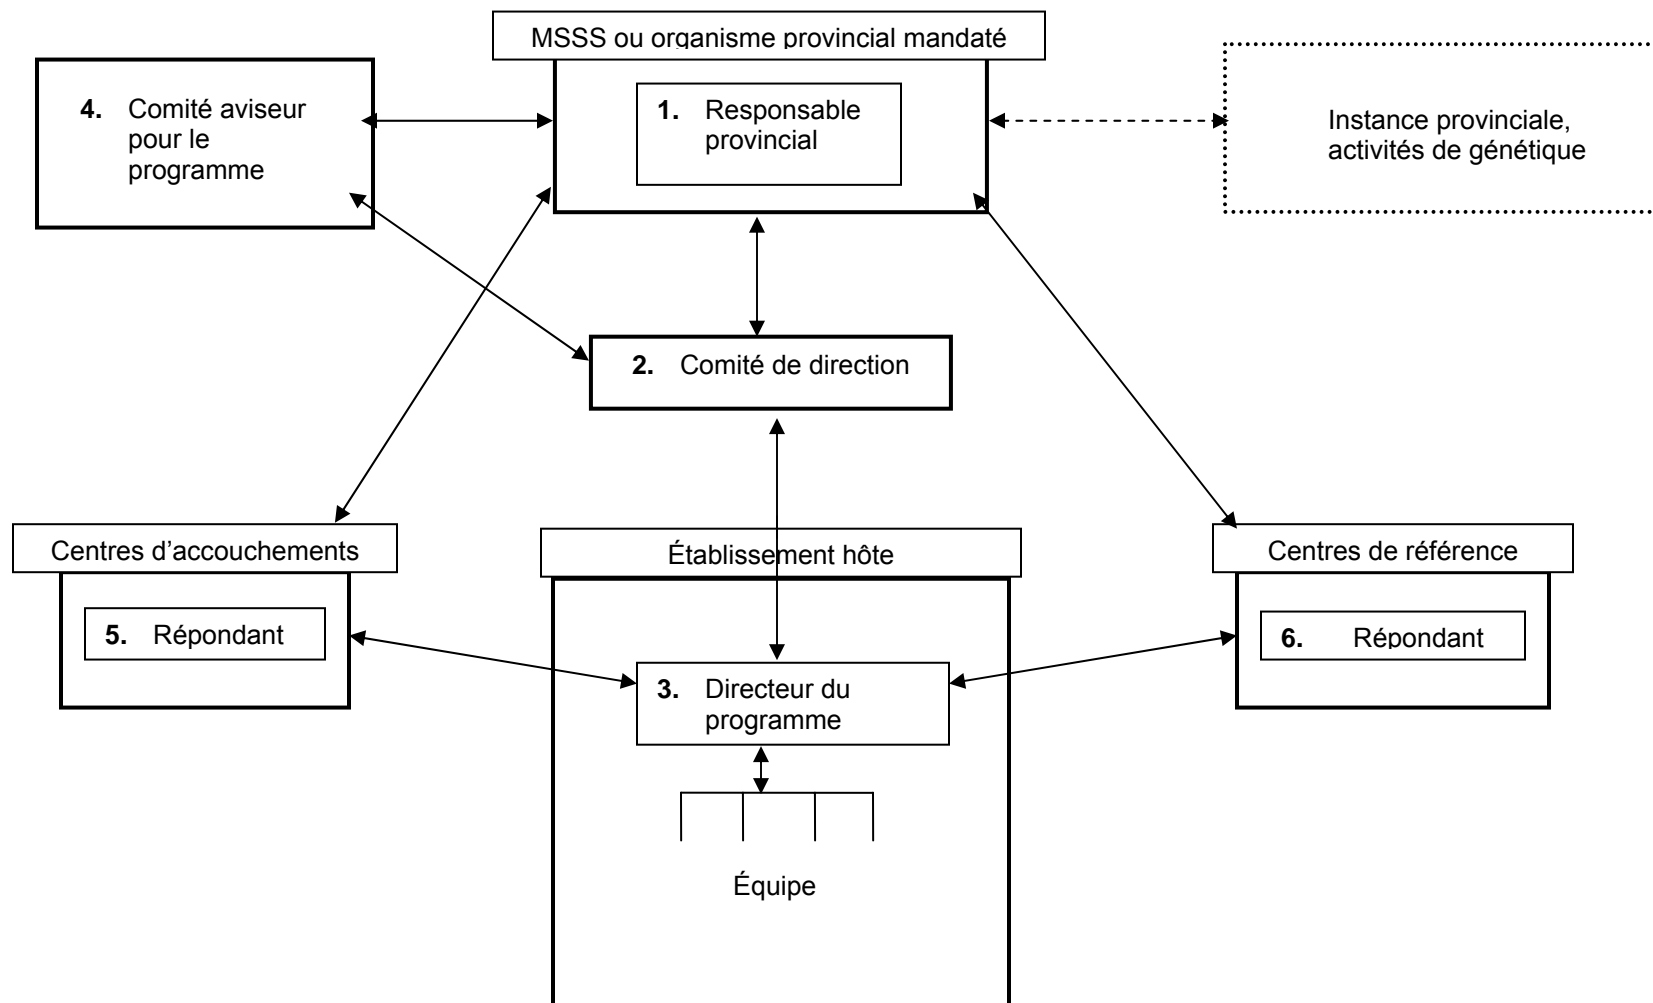 MSSS ou organisme provincial mandaté
4. Comité aviseur
pour le
programme
1. Responsable
provincial
Instance provinciale,
activités de génétique
2. Comité de direction
Centres d'accouchements
Établissement hôte
Centres de référence
5. Répondant
6. Répondant
3. Directeur du
programme
Équipe